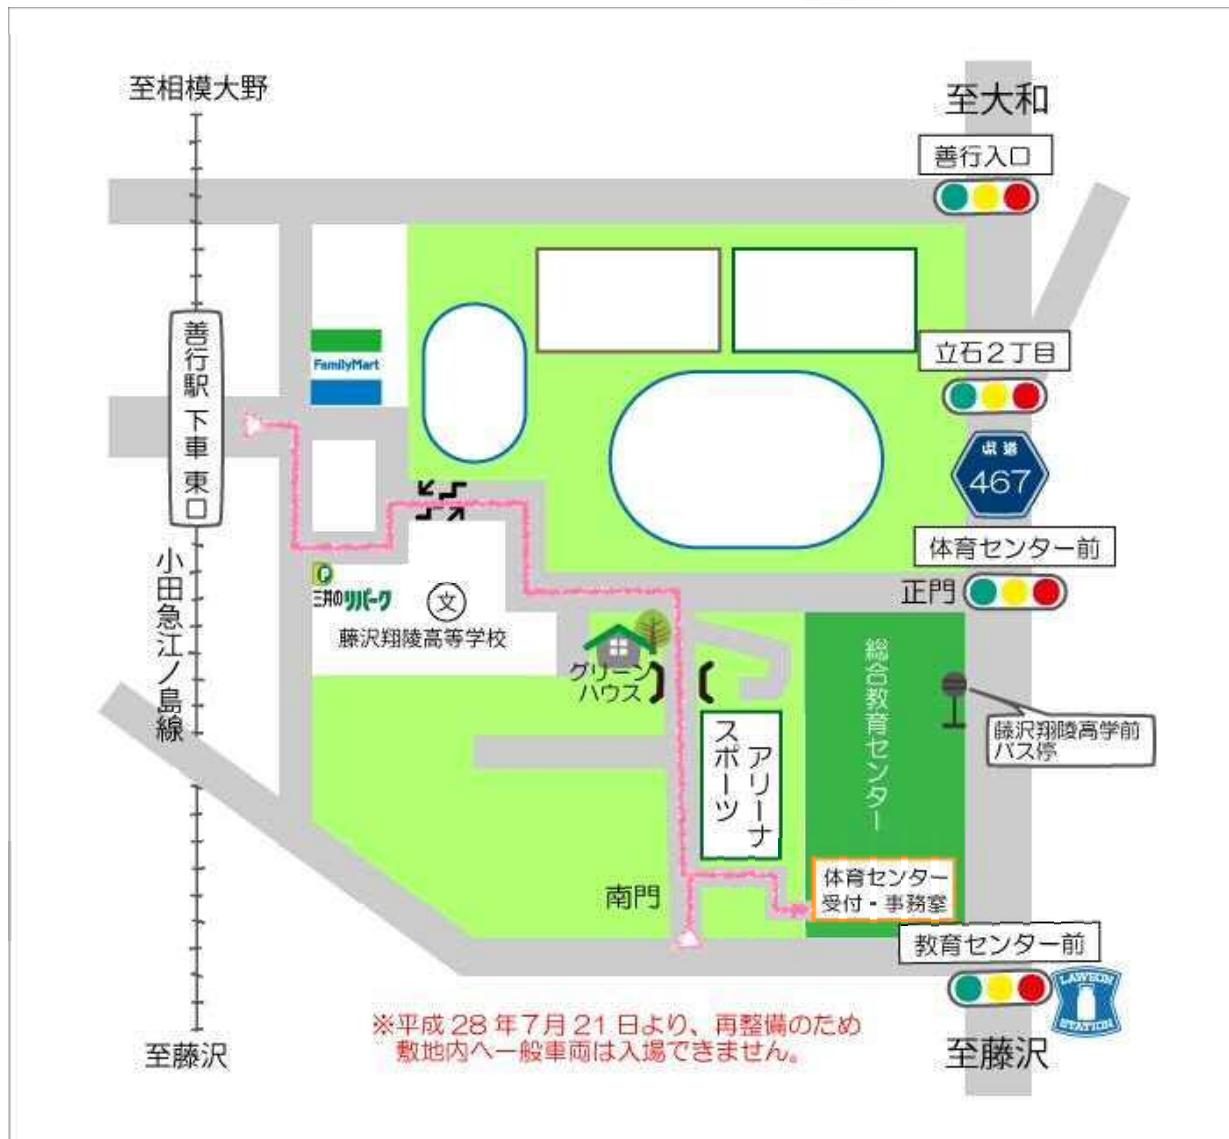 至相模大野
至大和
善行入口
善行駅 下車 東口
FamilyMart
立石2丁目
県道
467
体育センター前
正門
小田急江ノ島線
P
三井のリパーク
文
藤沢翔陵高等学校
グリーン
ハウス
総合教育センター
藤沢翔陵高学前
バス停
スポーツ
アリーナ
体育センター
受付・事務室
南門
教育センター前
LAWSON
STATION
※平成28年7月21日より、再整備のため
敷地内へ一般車両は入場できません。
至藤沢
至藤沢